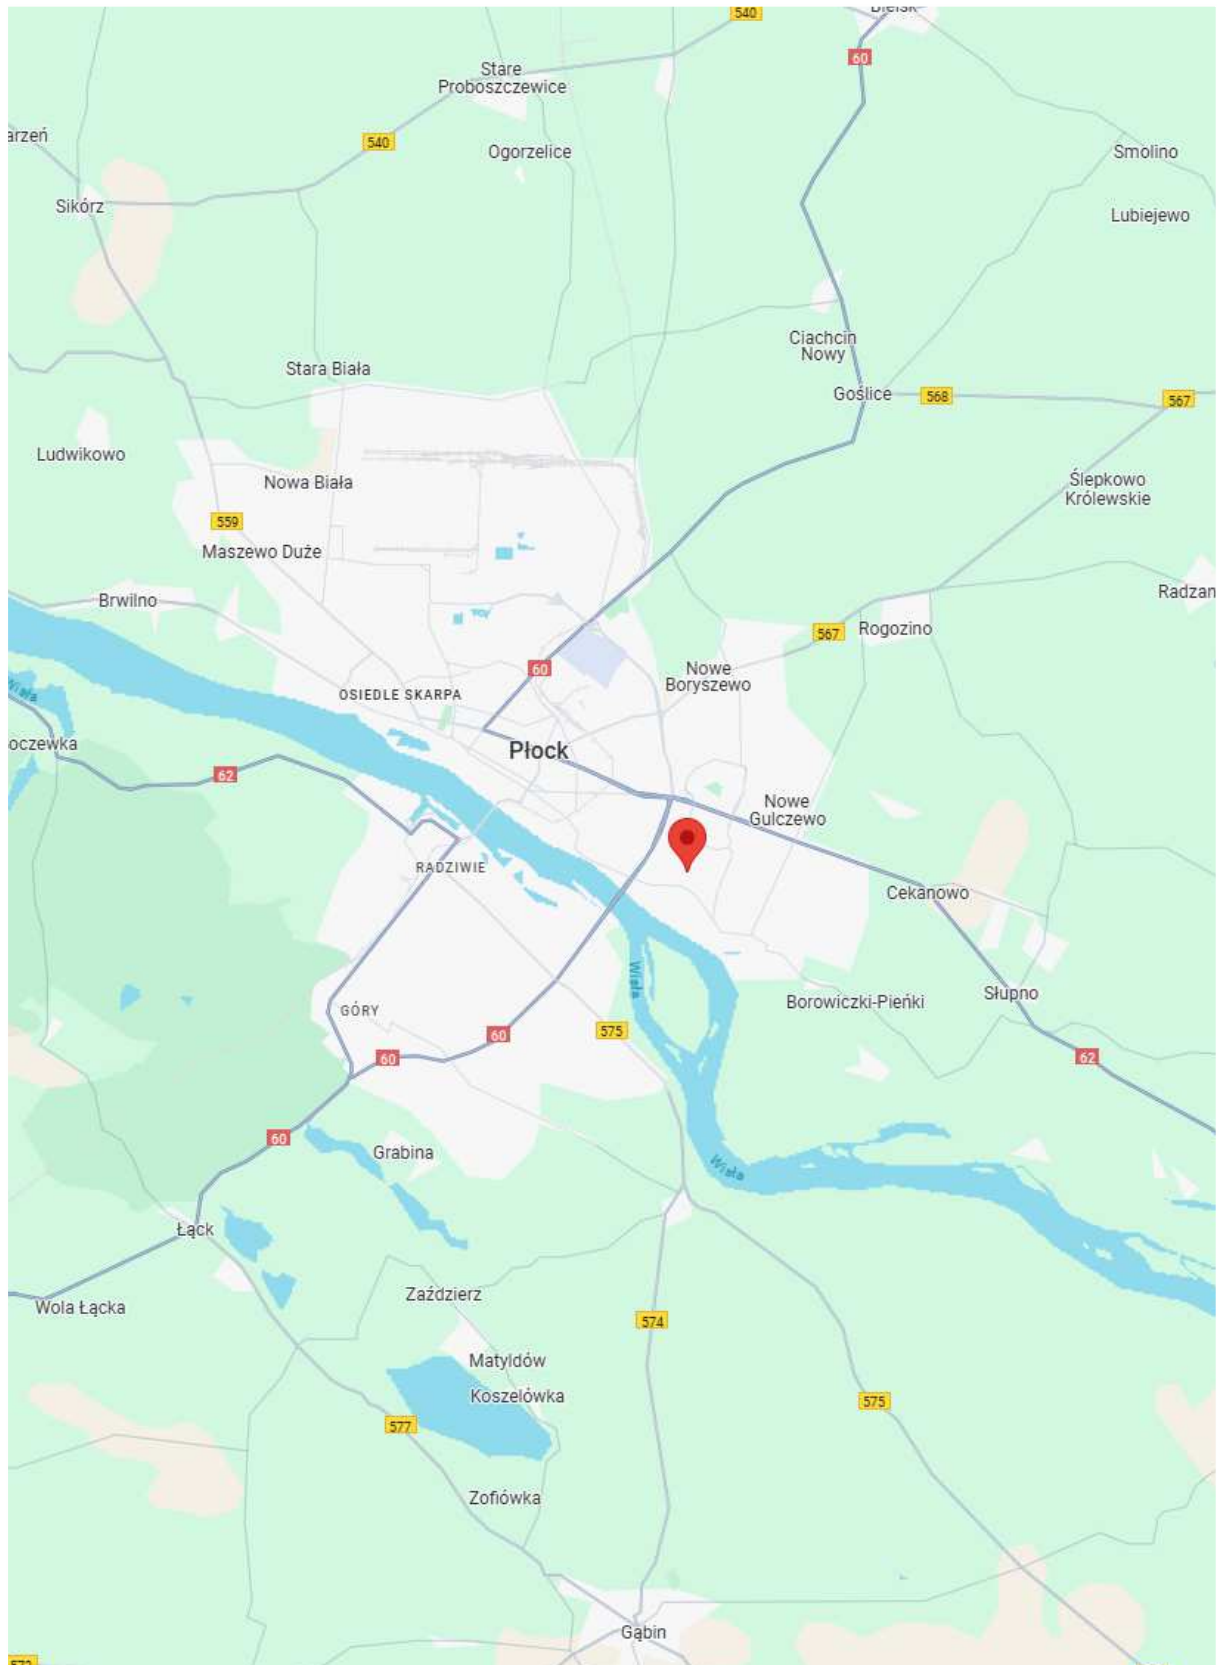 540
Bielsk
60
Stare
Proboszczewice
540
arzeń
Ogorzelice
Smolino
Sikórz
Lubiejewo
Ciachcin
Nowy
Stara Biała
Goślice
568
567
Ludwikowo
Nowa Biała
Ślepkowo
Królewskie
559
Maszewo Duże
Brwilno
Radzan
567
Rogozino
60
Nowe
Boryszewo
OSIEDLE SKARPA
Wisła
oczewka
Płock
62
Nowe
Gulczewo
RADZIWIE
Cekanowo
Wisła
Borowiczki-Pieńki
Słupno
GÓRY
575
60
60
62
60
Grabina
Wisła
Łąck
Zaździerz
Wola Łącka
574
Matyldów
Koszelówka
575
577
Zofiówka
Gąbin
573